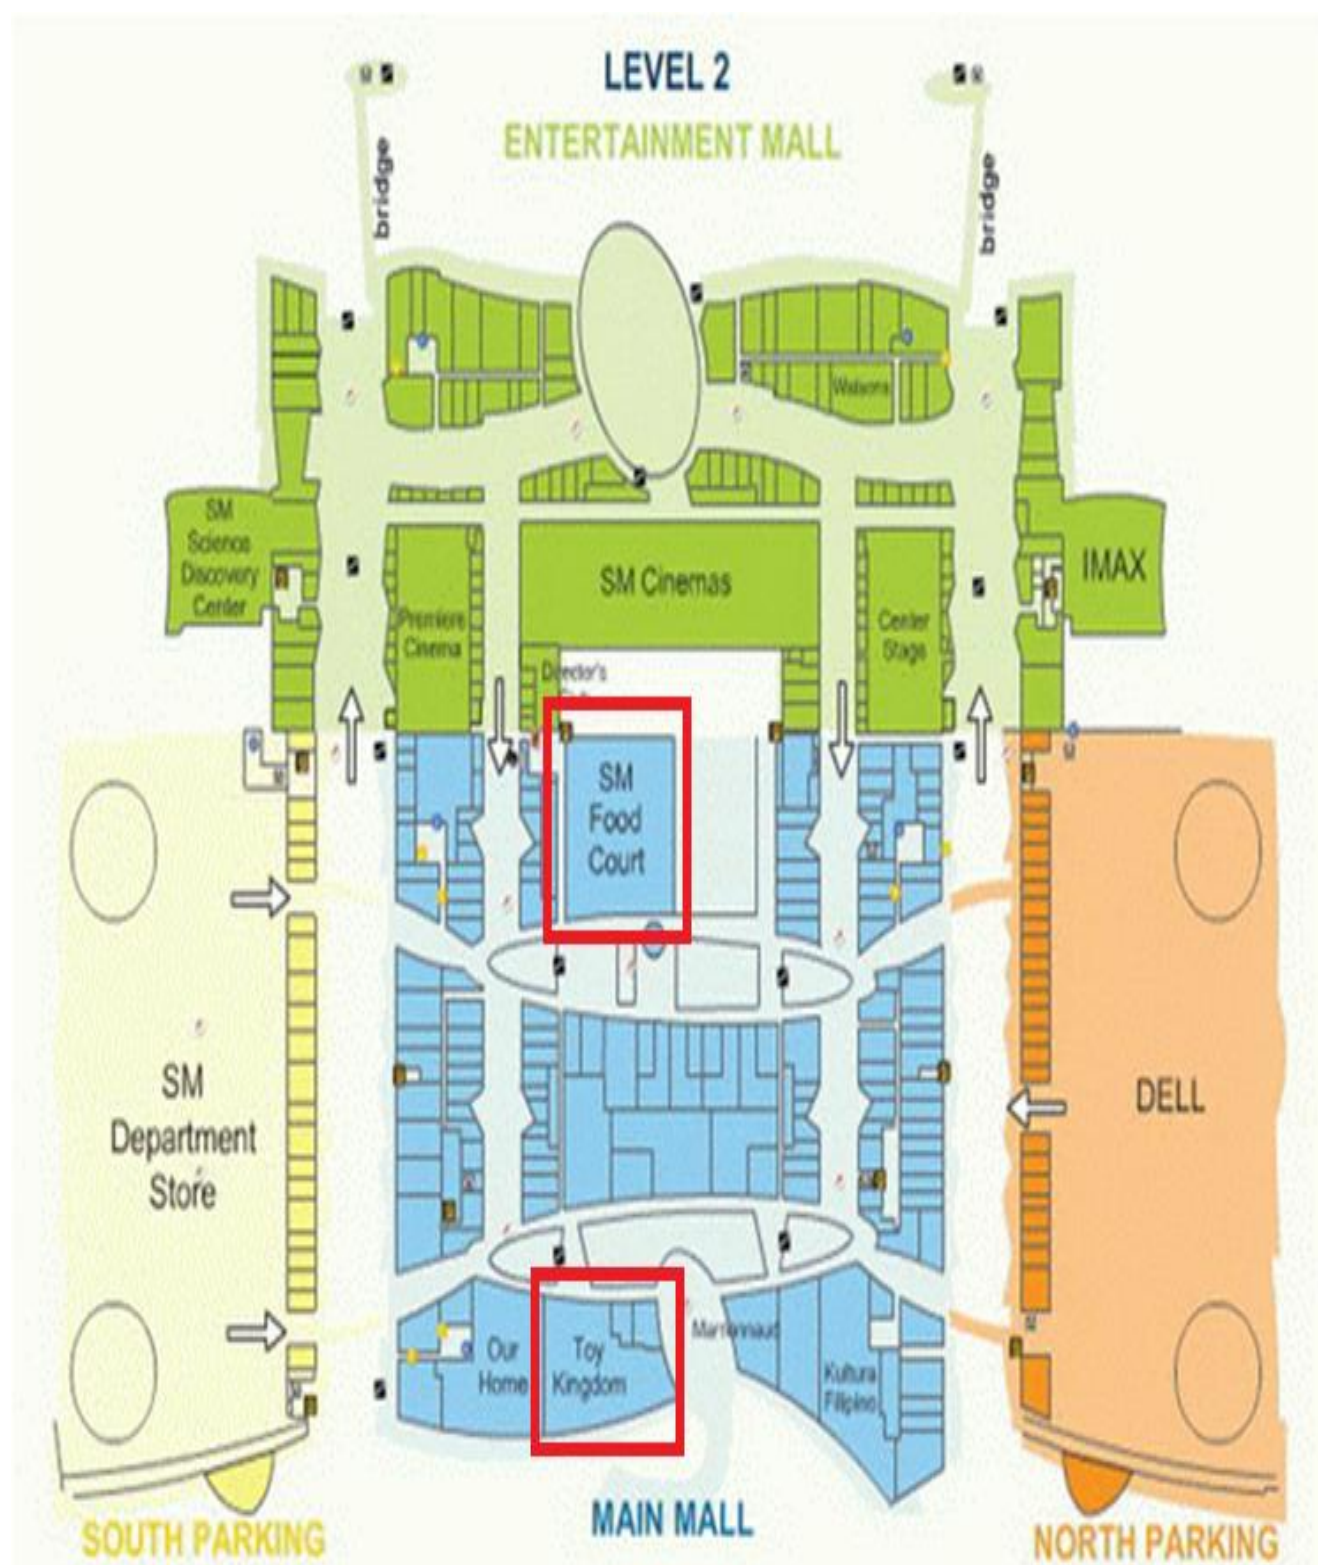 LEVEL 2
ENTERTAINMENT MALL
bridge
bridge
Watsons
SM
Science
Discovery
Center
Premiere
Cinema
SM Cinemas
Center
Stage
IMAX
Director's
SM
Food
Court
SM
Department
Store
DELL
Our
Home
Toy
Kingdom
Kultura
Filipino
MAIN MALL
SOUTH PARKING
NORTH PARKING